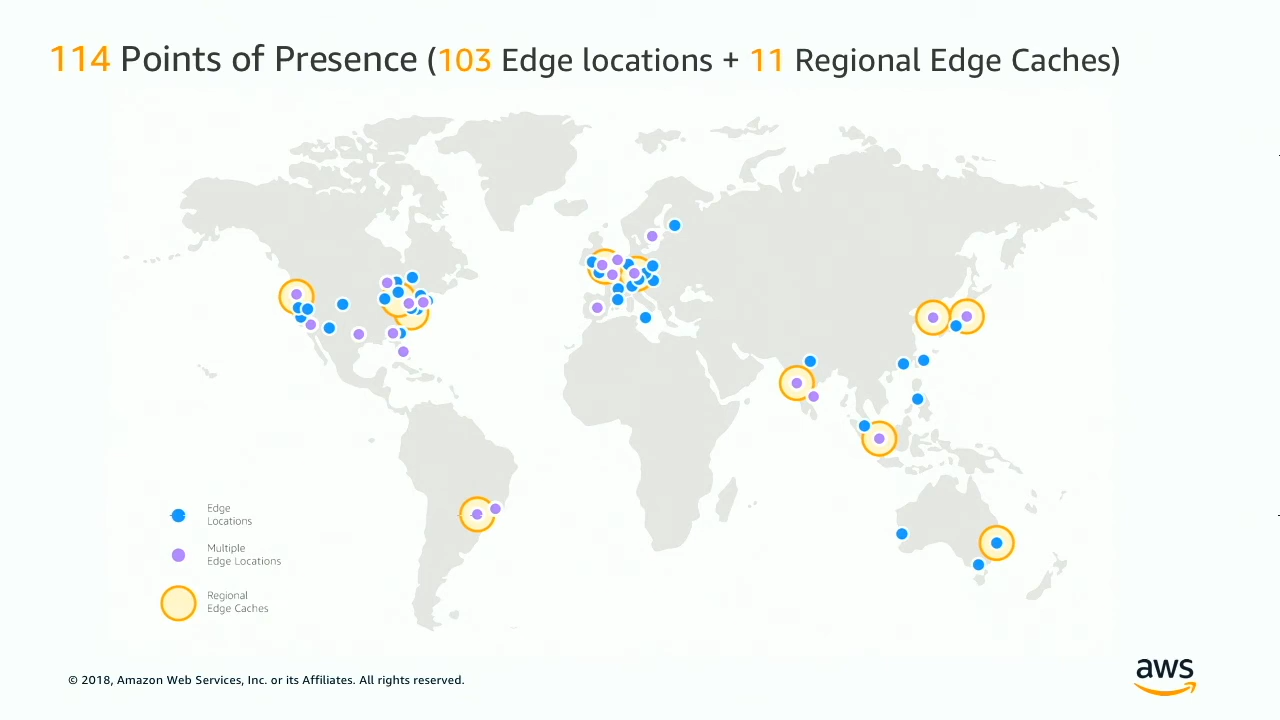 114 Points of Presence (103 Edge locations + 11 Regional Edge Caches)
Edge
Locations
Multiple
Edge Locations
Regional
Edge Caches
© 2018, Amazon Web Services, Inc. or its Affiliates. All rights reserved.
aws